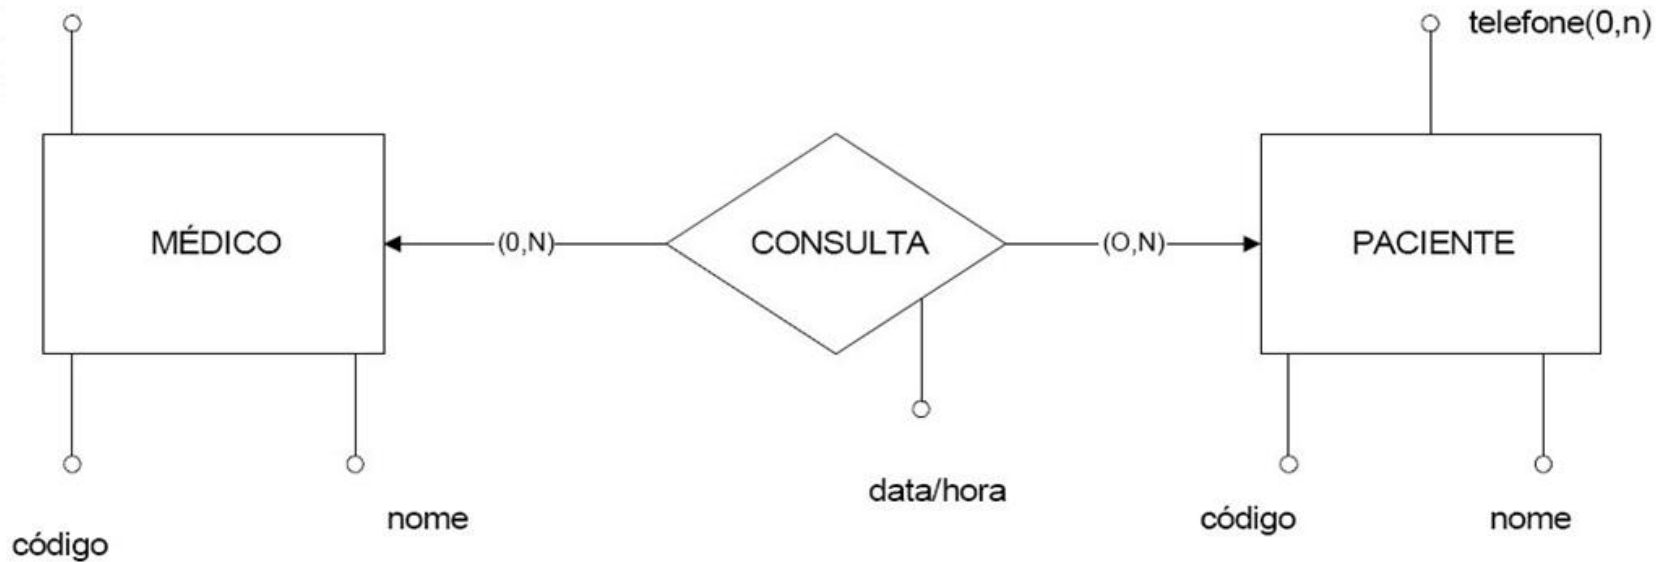 telefone(0,n)
MÉDICO
(0,N)
CONSULTA
(O,N)
PACIENTE
data/hora
código
nome
código
nome